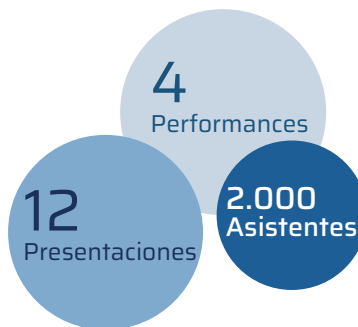 4
Performances
12
Presentaciones
2.000
Asistentes